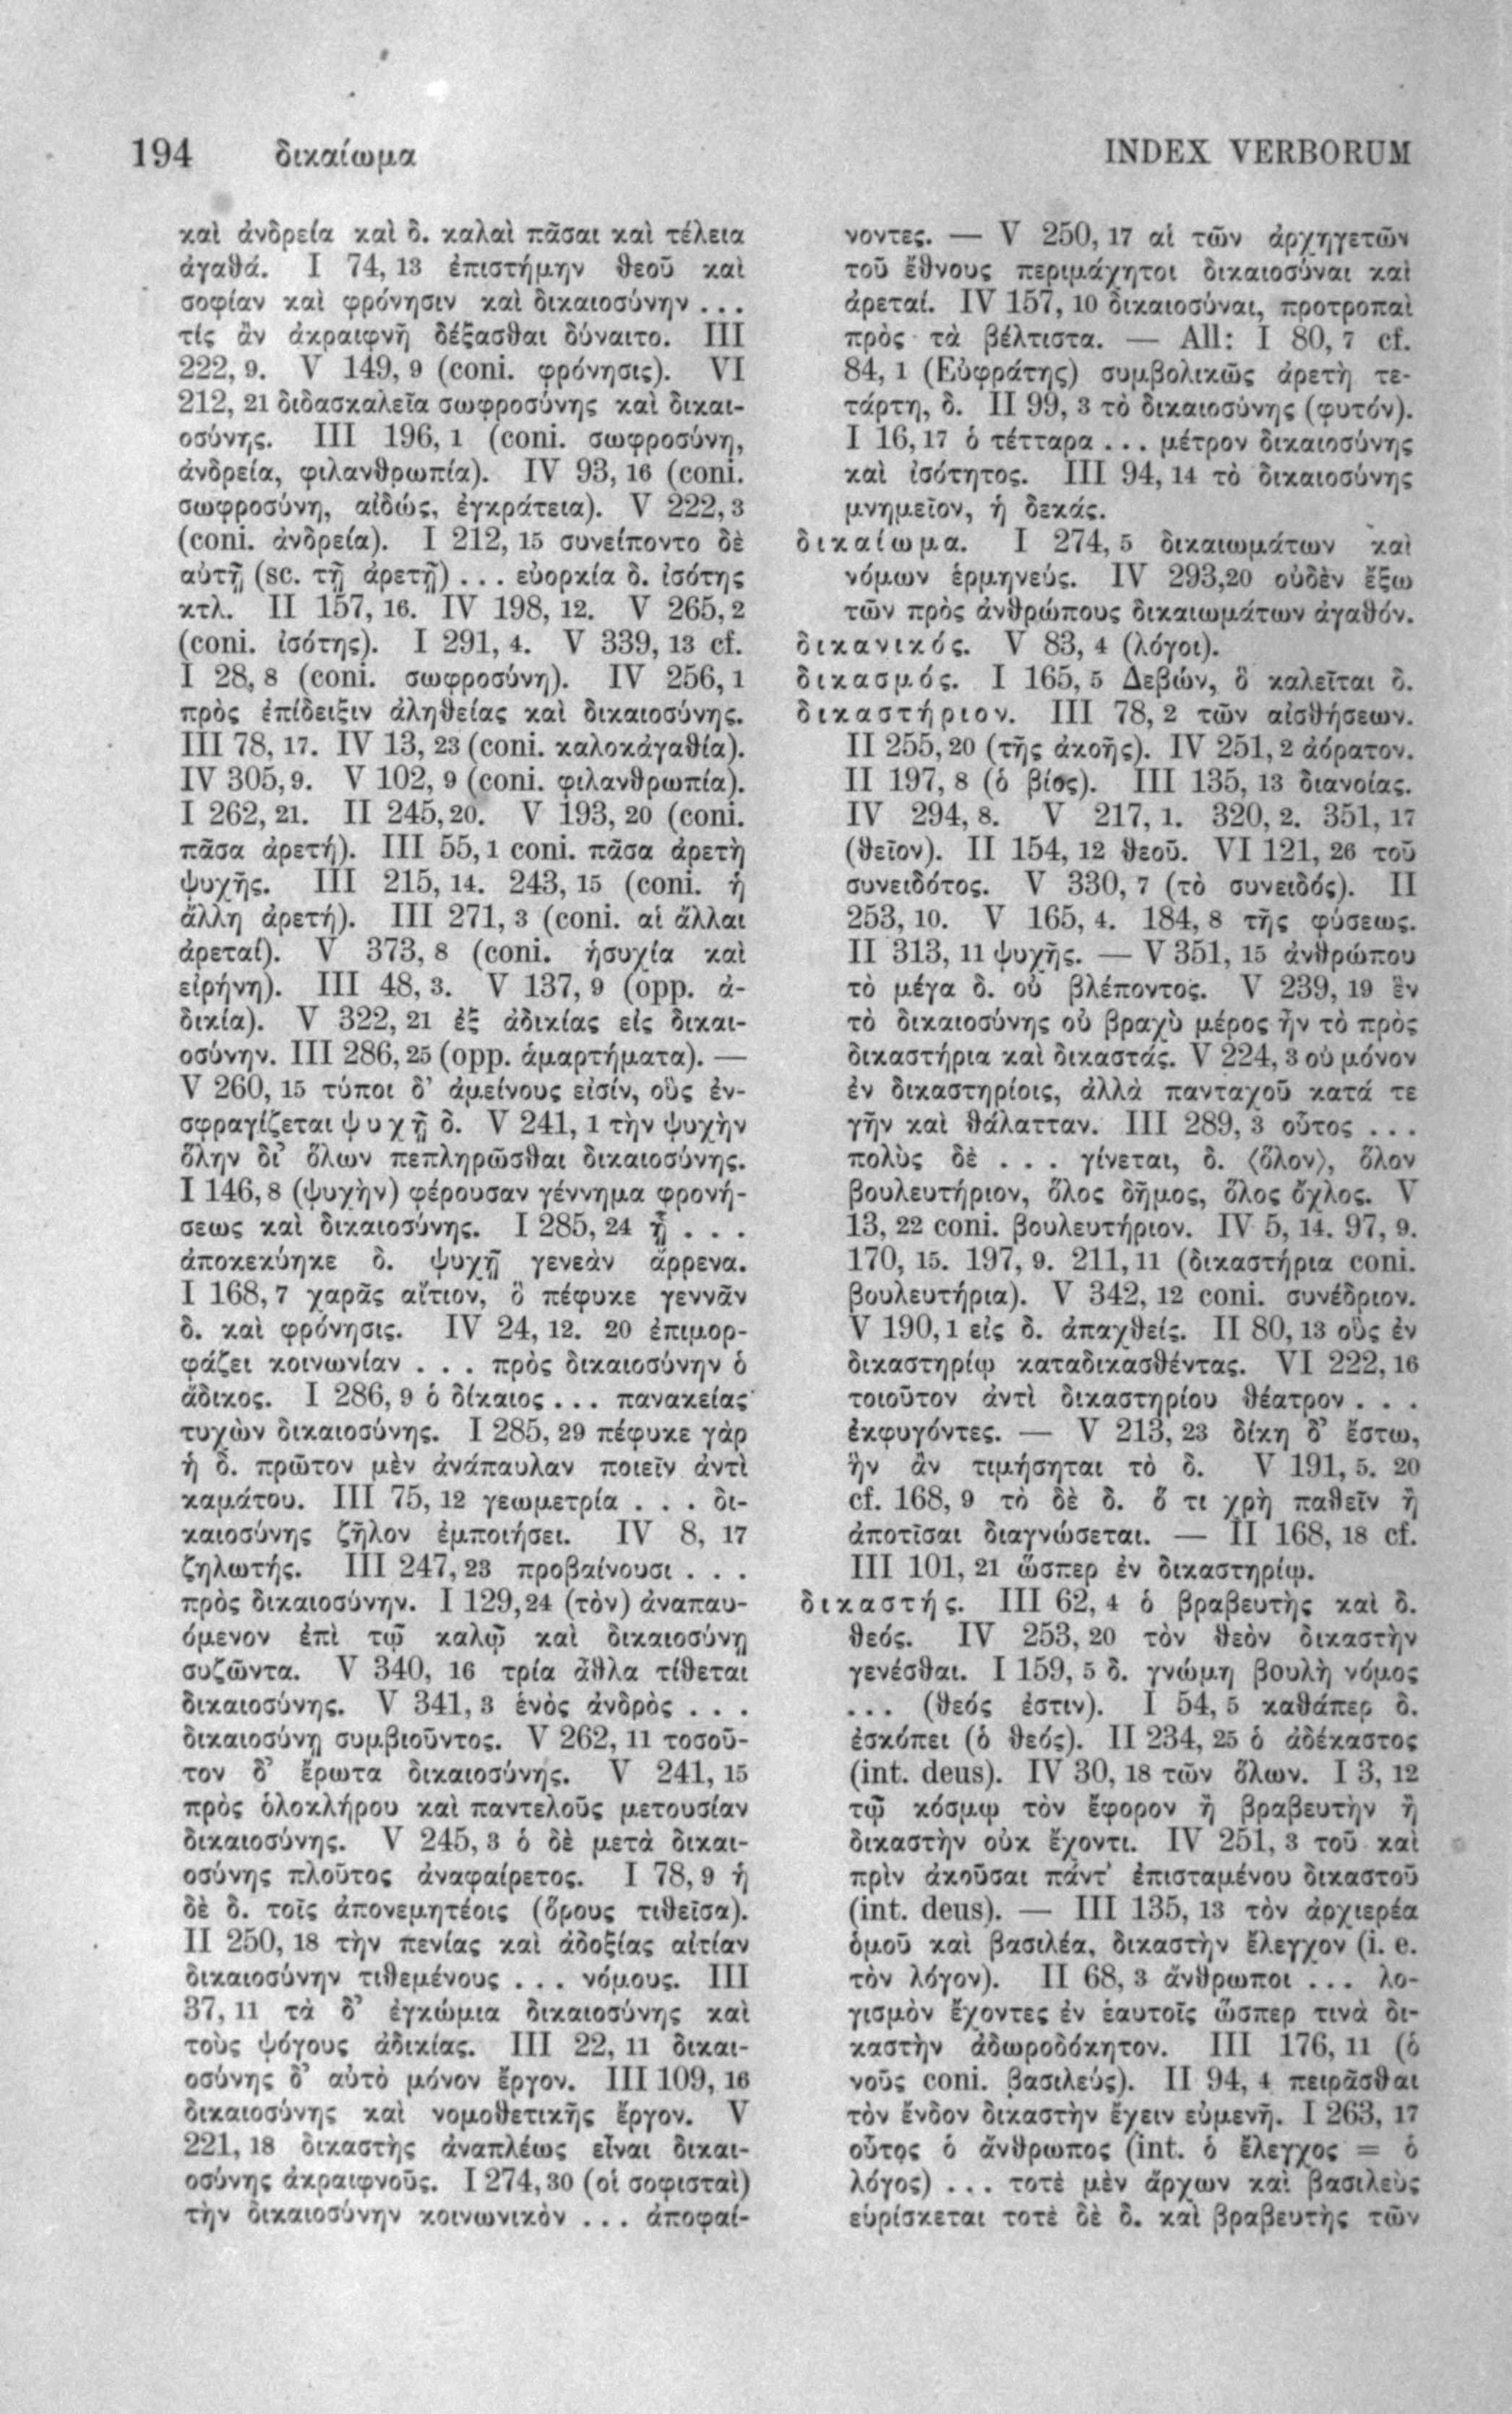 194 δικαίωμα INDEX VERBORUM
καὶ ἀνδρεία καὶ δ. καλαὶ πᾶσαι καὶ τέλεια
ἀγαθά. I 74, 13 ἐπιστήμην θεοῦ καὶ
σοφίαν καὶ φρόνησιν καὶ δικαιοσύνην ...
τίς ἂν ἀκραιφνῆ δέξασθαι δύναιτο. III
222, 9. V 149, 9 (coni. φρόνησις). VI
212, 21 διδασκαλεῖα σωφροσύνης καὶ δικαι-
οσύνης. III 196, 1 (coni. σωφροσύνη,
ἀνδρεία, φιλανθρωπία). IV 93, 16 (coni.
σωφροσύνη, αἰδώς, ἐγκράτεια). V 222, 3
(coni. ἀνδρεία). I 212, 15 συνείποντο δὲ
αὐτῇ (sc. τῇ ἀρετῇ) ... εὐορκία δ. ἰσότης
κτλ. II 157, 16. IV 198, 12. V 265, 2
(coni. ἰσότης). I 291, 4. V 339, 13 cf.
I 28, 8 (coni. σωφροσύνη). IV 256, 1
πρὸς ἐπίδειξιν ἀληθείας καὶ δικαιοσύνης.
III 78, 17. IV 13, 23 (coni. καλοκἀγαθία).
IV 305, 9. V 102, 9 (coni. φιλανθρωπία).
I 262, 21. II 245, 20. V 193, 20 (coni.
πᾶσα ἀρετή). III 55, 1 coni. πᾶσα ἀρετὴ
ψυχῆς. III 215, 14. 243, 15 (coni. ἡ
ἄλλη ἀρετή). III 271, 3 (coni. αἱ ἄλλαι
ἀρεταί). V 373, 8 (coni. ἡσυχία καὶ
εἰρήνη). III 48, 3. V 137, 9 (opp. ἀ-
δικία). V 322, 21 ἐξ ἀδικίας εἰς δικαι-
οσύνην. III 286, 25 (opp. ἁμαρτήματα). —
V 260, 15 τύποι δ’ ἀμείνους εἰσίν, οὓς ἐν-
σφραγίζεται ψυχῇ δ. V 241, 1 τὴν ψυχὴν
ὅλην δι’ ὅλων πεπληρῶσθαι δικαιοσύνης.
I 146, 8 (ψυχὴν) φέρουσαν γέννημα φρονή-
σεως καὶ δικαιοσύνης. I 285, 24 ᾗ ...
ἀποκεκύηκε δ. ψυχῇ γενεὰν ἄρρενα.
I 168, 7 χαρᾶς αἴτιον, ὃ πέφυκε γεννᾶν
δ. καὶ φρόνησις. IV 24, 12. 20 ἐπιμορ-
φάζει κοινωνίαν ... πρὸς δικαιοσύνην ὁ
ἄδικος. I 286, 9 ὁ δίκαιος ... πανακείας
τυχὼν δικαιοσύνης. I 285, 29 πέφυκε γὰρ
ἡ δ. πρῶτον μὲν ἀνάπαυλαν ποιεῖν ἀντὶ
καμάτου. III 75, 12 γεωμετρία ... δι-
καιοσύνης ζῆλον ἐμποιήσει. IV 8, 17
ζηλωτής. III 247, 23 προβαίνουσι ...
πρὸς δικαιοσύνην. I 129, 24 (τὸν) ἀναπαυ-
όμενον ἐπὶ τῷ καλῷ καὶ δικαιοσύνῃ
συζῶντα. V 340, 16 τρία ἆθλα τίθεται
δικαιοσύνης. V 341, 3 ἑνὸς ἀνδρὸς ...
δικαιοσύνῃ συμβιοῦντος. V 262, 11 τοσοῦ-
τον δ’ ἔρωτα δικαιοσύνης. V 241, 15
πρὸς ὁλοκλήρου καὶ παντελοῦς μετουσίαν
δικαιοσύνης. V 245, 3 ὁ δὲ μετὰ δικαι-
οσύνης πλοῦτος ἀναφαίρετος. I 78, 9 ἡ
δὲ δ. τοῖς ἀπονεμητέοις (ὅρους τιθεῖσα).
II 250, 18 τὴν πενίας καὶ ἀδοξίας αἰτίαν
δικαιοσύνην τιθεμένους ... νόμους. III
37, 11 τὰ δ’ ἐγκώμια δικαιοσύνης καὶ
τοὺς ψόγους ἀδικίας. III 22, 11 δικαι-
οσύνης δ’ αὐτὸ μόνον ἔργον. III 109, 16
δικαιοσύνης καὶ νομοθετικῆς ἔργον. V
221, 18 δικαστὴς ἀναπλέως εἶναι δικαι-
οσύνης ἀκραιφνοῦς. I 274, 30 (οἱ σοφισταὶ)
τὴν δικαιοσύνην κοινωνικὸν ... ἀποφαί-
νοντες. — V 250, 17 αἱ τῶν ἀρχηγετῶν
τοῦ ἔθνους περιμάχητοι δικαιοσύναι καὶ
ἀρεταί. IV 157, 10 δικαιοσύναι, προτροπαὶ
πρὸς τὰ βέλτιστα. — All: I 80, 7 cf.
84, 1 (Εὐφράτης) συμβολικῶς ἀρετὴ τε-
τάρτη, δ. II 99, 3 τὸ δικαιοσύνης (φυτόν).
I 16, 17 ὁ τέτταρα ... μέτρον δικαιοσύνης
καὶ ἰσότητος. III 94, 14 τὸ δικαιοσύνης
μνημεῖον, ἡ δεκάς.
δικαίωμα. I 274, 5 δικαιωμάτων καὶ
νόμων ἑρμηνεύς. IV 293,20 οὐδὲν ἔξω
τῶν πρὸς ἀνθρώπους δικαιωμάτων ἀγαθόν.
δικανικός. V 83, 4 (λόγοι).
δικασμός. I 165, 5 Δεβών, ὃ καλεῖται δ.
δικαστήριον. III 78, 2 τῶν αἰσθήσεων.
II 255, 20 (τῆς ἀκοῆς). IV 251, 2 ἀόρατον.
II 197, 8 (ὁ βίος). III 135, 13 διανοίας.
IV 294, 8. V 217, 1. 320, 2. 351, 17
(θεῖον). II 154, 12 θεοῦ. VI 121, 26 τοῦ
συνειδότος. V 330, 7 (τὸ συνειδός). II
253, 10. V 165, 4. 184, 8 τῆς φύσεως.
II 313, 11 ψυχῆς. — V 351, 15 ἀνθρώπου
τὸ μέγα δ. οὐ βλέποντος. V 239, 19 ἓν
τὸ δικαιοσύνης οὐ βραχὺ μέρος ἦν τὸ πρὸς
δικαστήρια καὶ δικαστάς. V 224, 3 οὐ μόνον
ἐν δικαστηρίοις, ἀλλὰ πανταχοῦ κατά τε
γῆν καὶ θάλατταν. III 289, 3 οὗτος ...
πολὺς δὲ ... γίνεται, δ. ⟨ὅλον⟩, ὅλον
βουλευτήριον, ὅλος δῆμος, ὅλος ὄχλος. V
13, 22 coni. βουλευτήριον. IV 5, 14. 97, 9.
170, 15. 197, 9. 211, 11 (δικαστήρια coni.
βουλευτήρια). V 342, 12 coni. συνέδριον.
V 190, 1 εἰς δ. ἀπαχθείς. II 80, 13 οὓς ἐν
δικαστηρίῳ καταδικασθέντας. VI 222, 16
τοιοῦτον ἀντὶ δικαστηρίου θέατρον ...
ἐκφυγόντες. — V 213, 23 δίκη δ’ ἔστω,
ἣν ἂν τιμήσηται τὸ δ. V 191, 5. 20
cf. 168, 9 τὸ δὲ δ. ὅ τι χρὴ παθεῖν ἢ
ἀποτῖσαι διαγνώσεται. — II 168, 18 cf.
III 101, 21 ὥσπερ ἐν δικαστηρίῳ.
δικαστής. III 62, 4 ὁ βραβευτὴς καὶ δ.
θεός. IV 253, 20 τὸν θεὸν δικαστὴν
γενέσθαι. I 159, 5 δ. γνώμη βουλὴ νόμος
... (θεός ἐστιν). I 54, 5 καθάπερ δ.
ἐσκόπει (ὁ θεός). II 234, 25 ὁ ἀδέκαστος
(int. deus). IV 30, 18 τῶν ὅλων. I 3, 12
τῷ κόσμῳ τὸν ἔφορον ἢ βραβευτὴν ἢ
δικαστὴν οὐκ ἔχοντι. IV 251, 3 τοῦ καὶ
πρὶν ἀκοῦσαι πάντ’ ἐπισταμένου δικαστοῦ
(int. deus). — III 135, 13 τὸν ἀρχιερέα
ὁμοῦ καὶ βασιλέα, δικαστὴν ἔλεγχον (i. e.
τὸν λόγον). II 68, 3 ἄνθρωποι ... λο-
γισμὸν ἔχοντες ἐν ἑαυτοῖς ὥσπερ τινὰ δι-
καστὴν ἀδωροδόκητον. III 176, 11 (ὁ
νοῦς coni. βασιλεύς). II 94, 4 πειρᾶσθαι
τὸν ἔνδον δικαστὴν ἔχειν εὐμενῆ. I 263, 17
οὗτος ὁ ἄνθρωπος (int. ὁ ἔλεγχος = ὁ
λόγος) ... τοτὲ μὲν ἄρχων καὶ βασιλεὺς
εὑρίσκεται τοτὲ δὲ δ. καὶ βραβευτὴς τῶν